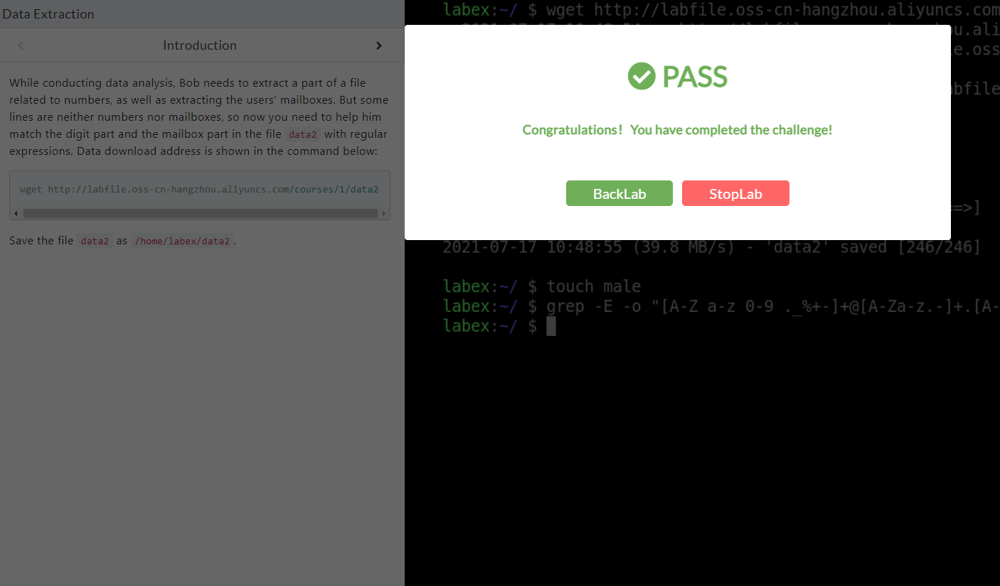 Data Extraction
Introduction
While conducting data analysis, Bob needs to extract a part of a file
related to numbers, as well as extracting the users' mailboxes. But some
lines are neither numbers nor mailboxes, so now you need to help him
match the digit part and the mailbox part in the file data2 with regular
expressions. Data download address is shown in the command below:
wget http://labfile.oss-cn-hangzhou.aliyuncs.com/courses/1/data2
Save the file data2 as /home/labex/data2.
labex:~/ $ wget http://labfile.oss-cn-hangzhou.aliyuncs.com
u.ali
e.oss
bfile
PASS
Congratulations! You have completed the challenge!
BackLab StopLab
=>]
2021-07-17 10:48:55 (39.8 MB/s) - 'data2' saved [246/246]
labex:~/ $ touch male
labex:~/ $ grep -E -o "[A-Z a-z 0-9 ._%+-]+@[A-Za-z.-]+.[A-
labex:~/ $